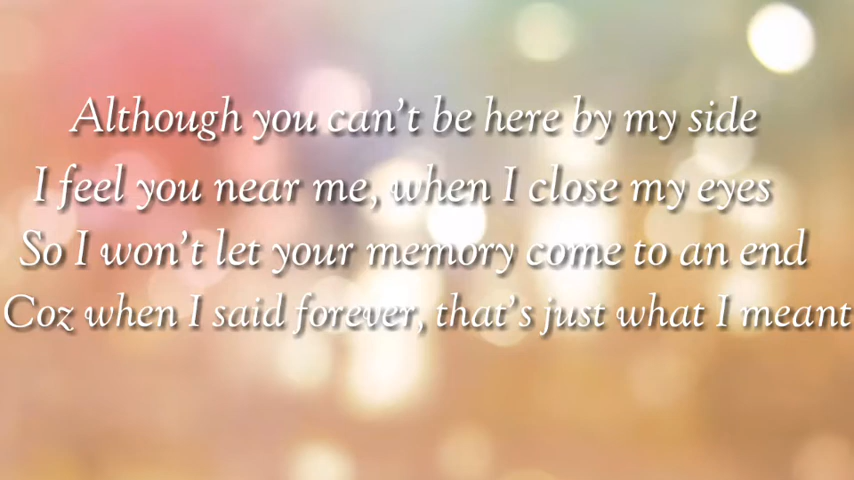 Although you can't be here by my side
I feel you near me, when I close my eyes
So I won't let your memory come to an end
Coz when I said forever, that's just what I meant